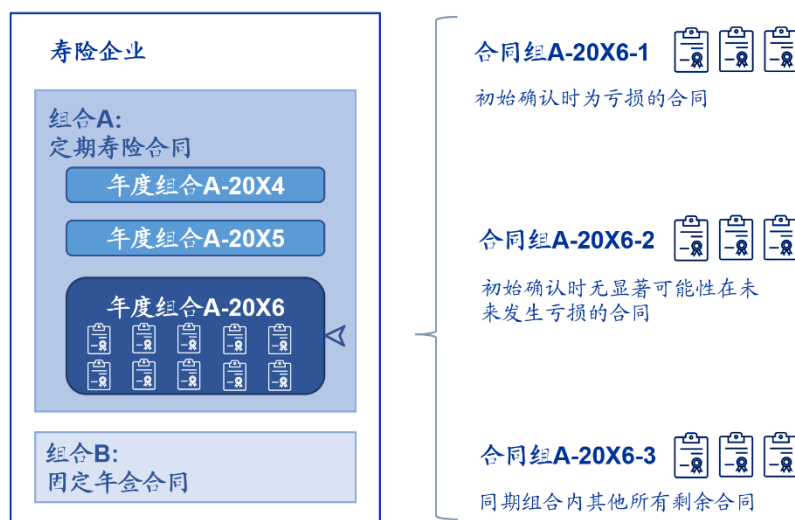 寿险企业
组合A:
定期寿险合同
年度组合A-20X4
年度组合A-20X5
年度组合A-20X6
组合B:
固定年盒合同
合同组A-20X6-1
初始确认时为亏损的合同
合同组A-20X6-2
初始确认时无显著可能性在未
来发生亏损的合同
合同组A-20X6-3
同期组合内其他所有剩余合同